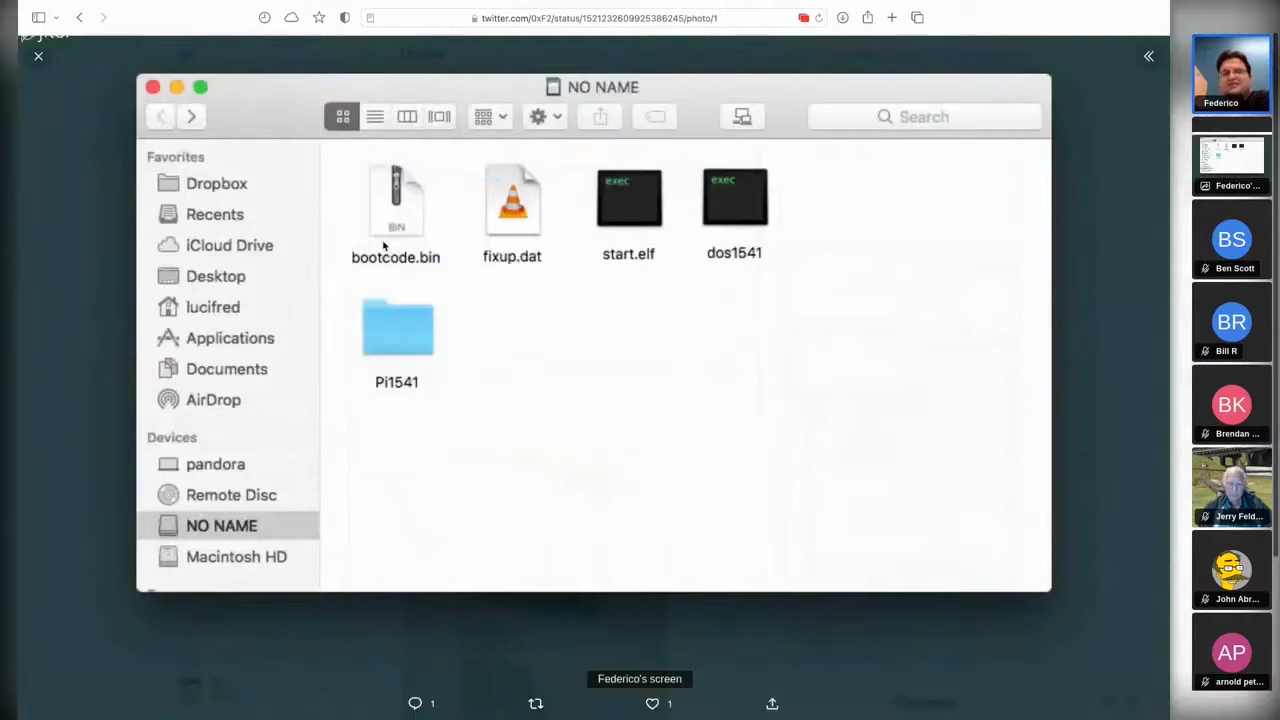 twitter.com/0xF2/status/1521232609925386245/photo/1
NO NAME
Search
Favorites
Dropbox
Recents
iCloud Drive
Desktop
lucifred
Applications
Documents
AirDrop
Devices
pandora
Remote Disc
NO NAME
Macintosh HD
BIN
bootcode.bin
fixup.dat
exec
start.elf
exec
dos1541
Pi1541
Federico's screen
1
1
Federico
Federico'...
BS
Ben Scott
BR
Bill R
BK
Brendan ...
Jerry Feld...
John Abr...
AP
arnold pet...